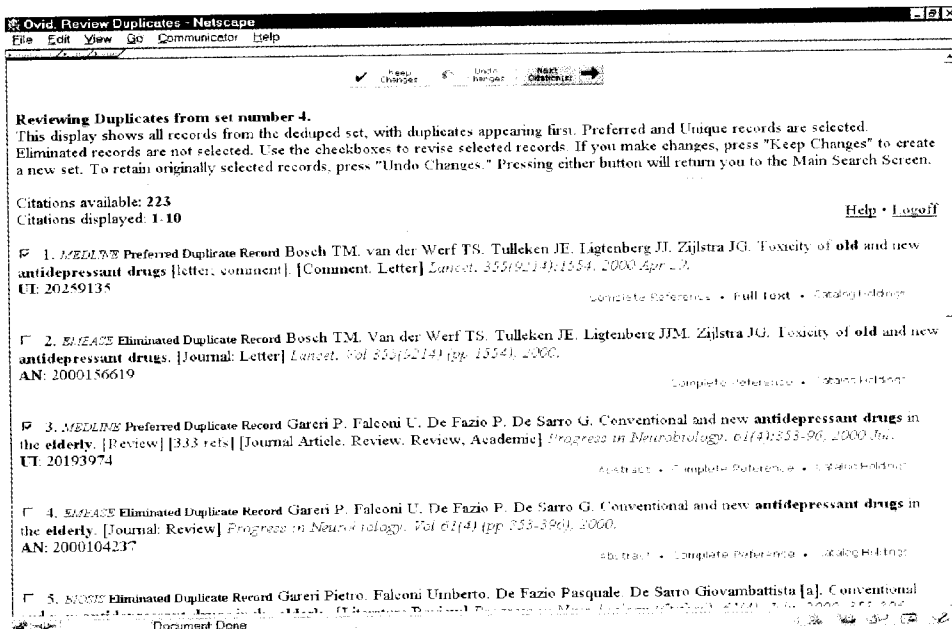 Ovid. Review Duplicates - Netscape
File Edit View Go Communicator Help
Keep Changes Undo Changes Next Citation(s)
Reviewing Duplicates from set number 4.
This display shows all records from the deduped set, with duplicates appearing first. Preferred and Unique records are selected.
Eliminated records are not selected. Use the checkboxes to revise selected records. If you make changes, press "Keep Changes" to create
a new set. To retain originally selected records, press "Undo Changes." Pressing either button will return you to the Main Search Screen.
Citations available: 223
Citations displayed: 1-10
Help • Logoff
1. MEDLINE Preferred Duplicate Record Bosch TM. van der Werf TS. Tulleken JE. Ligtenberg JJ. Zijlstra JG. Toxicity of old and new
antidepressant drugs [letter; comment]. [Comment. Letter] Lancet. 355(9214):1554, 2000 Apr 29.
UI: 20259135
Complete Reference • Full Text • Catalog Holdings
2. EMBASE Eliminated Duplicate Record Bosch TM. Van der Werf TS. Tulleken JE. Ligtenberg JJM. Zijlstra JG. Toxicity of old and new
antidepressant drugs. [Journal: Letter] Lancet. Vol 355(9214) (pp 1554), 2000.
AN: 2000156619
Complete Reference • Catalog Holdings
3. MEDLINE Preferred Duplicate Record Gareri P. Falconi U. De Fazio P. De Sarro G. Conventional and new antidepressant drugs in
the elderly. [Review] [333 refs] [Journal Article. Review. Review, Academic] Progress in Neurobiology. 61(4):353-96, 2000 Jul.
UI: 20193974
Abstract • Complete Reference • Catalog Holdings
4. EMBASE Eliminated Duplicate Record Gareri P. Falconi U. De Fazio P. De Sarro G. Conventional and new antidepressant drugs in
the elderly. [Journal: Review] Progress in Neurobiology. Vol 61(4) (pp 353-396), 2000.
AN: 2000104237
Abstract • Complete Reference • Catalog Holdings
5. BIOSIS Eliminated Duplicate Record Gareri Pietro. Falconi Umberto. De Fazio Pasquale. De Sarro Giovambattista [a]. Conventional
Document Done